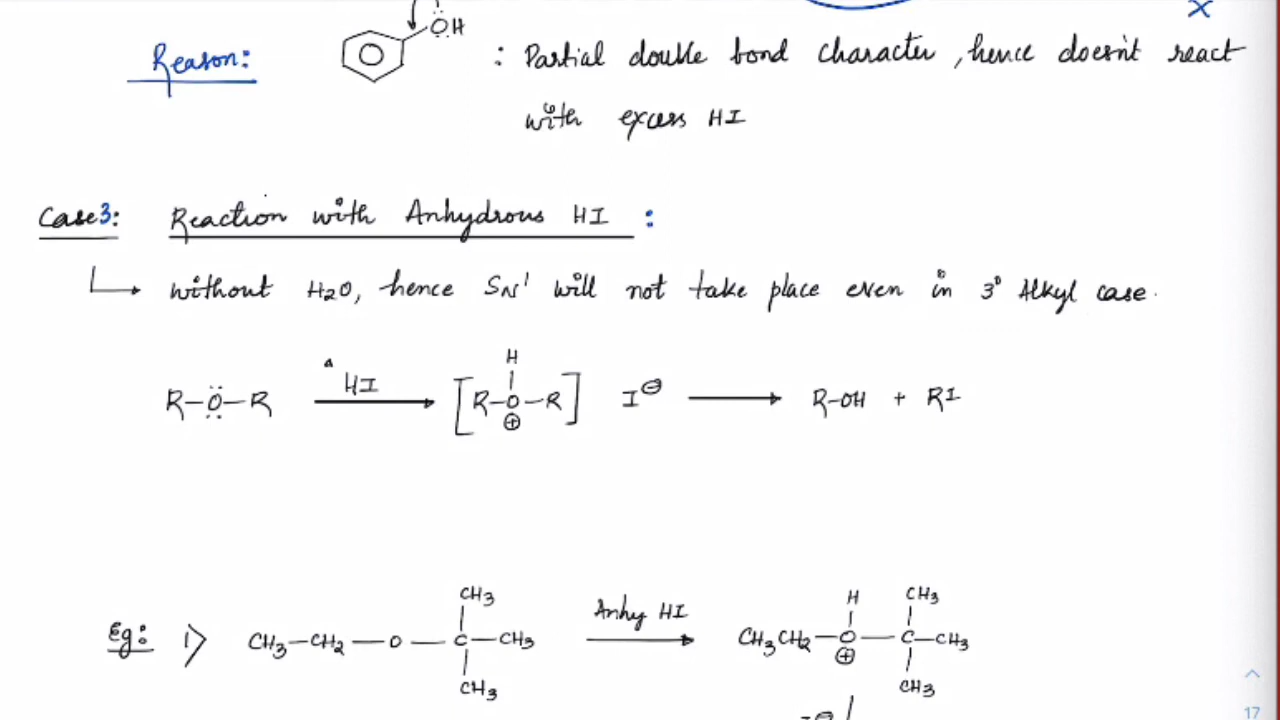 ÖH
Reason: : Partial double bond character, hence doesn't react
with excess HI
Case3: Reaction with Anhydrous HI :
without H2O, hence SN1 will not take place even in 3° Alkyl case.
H
R-Ö-R HI [R-O-R] I⊖ R-OH + RI
⊕
CH3 H CH3
Eg: 1) CH3-CH2-O-C-CH3 Anhy HI CH3CH2-O-C-CH3
⊕
CH3 CH3
17